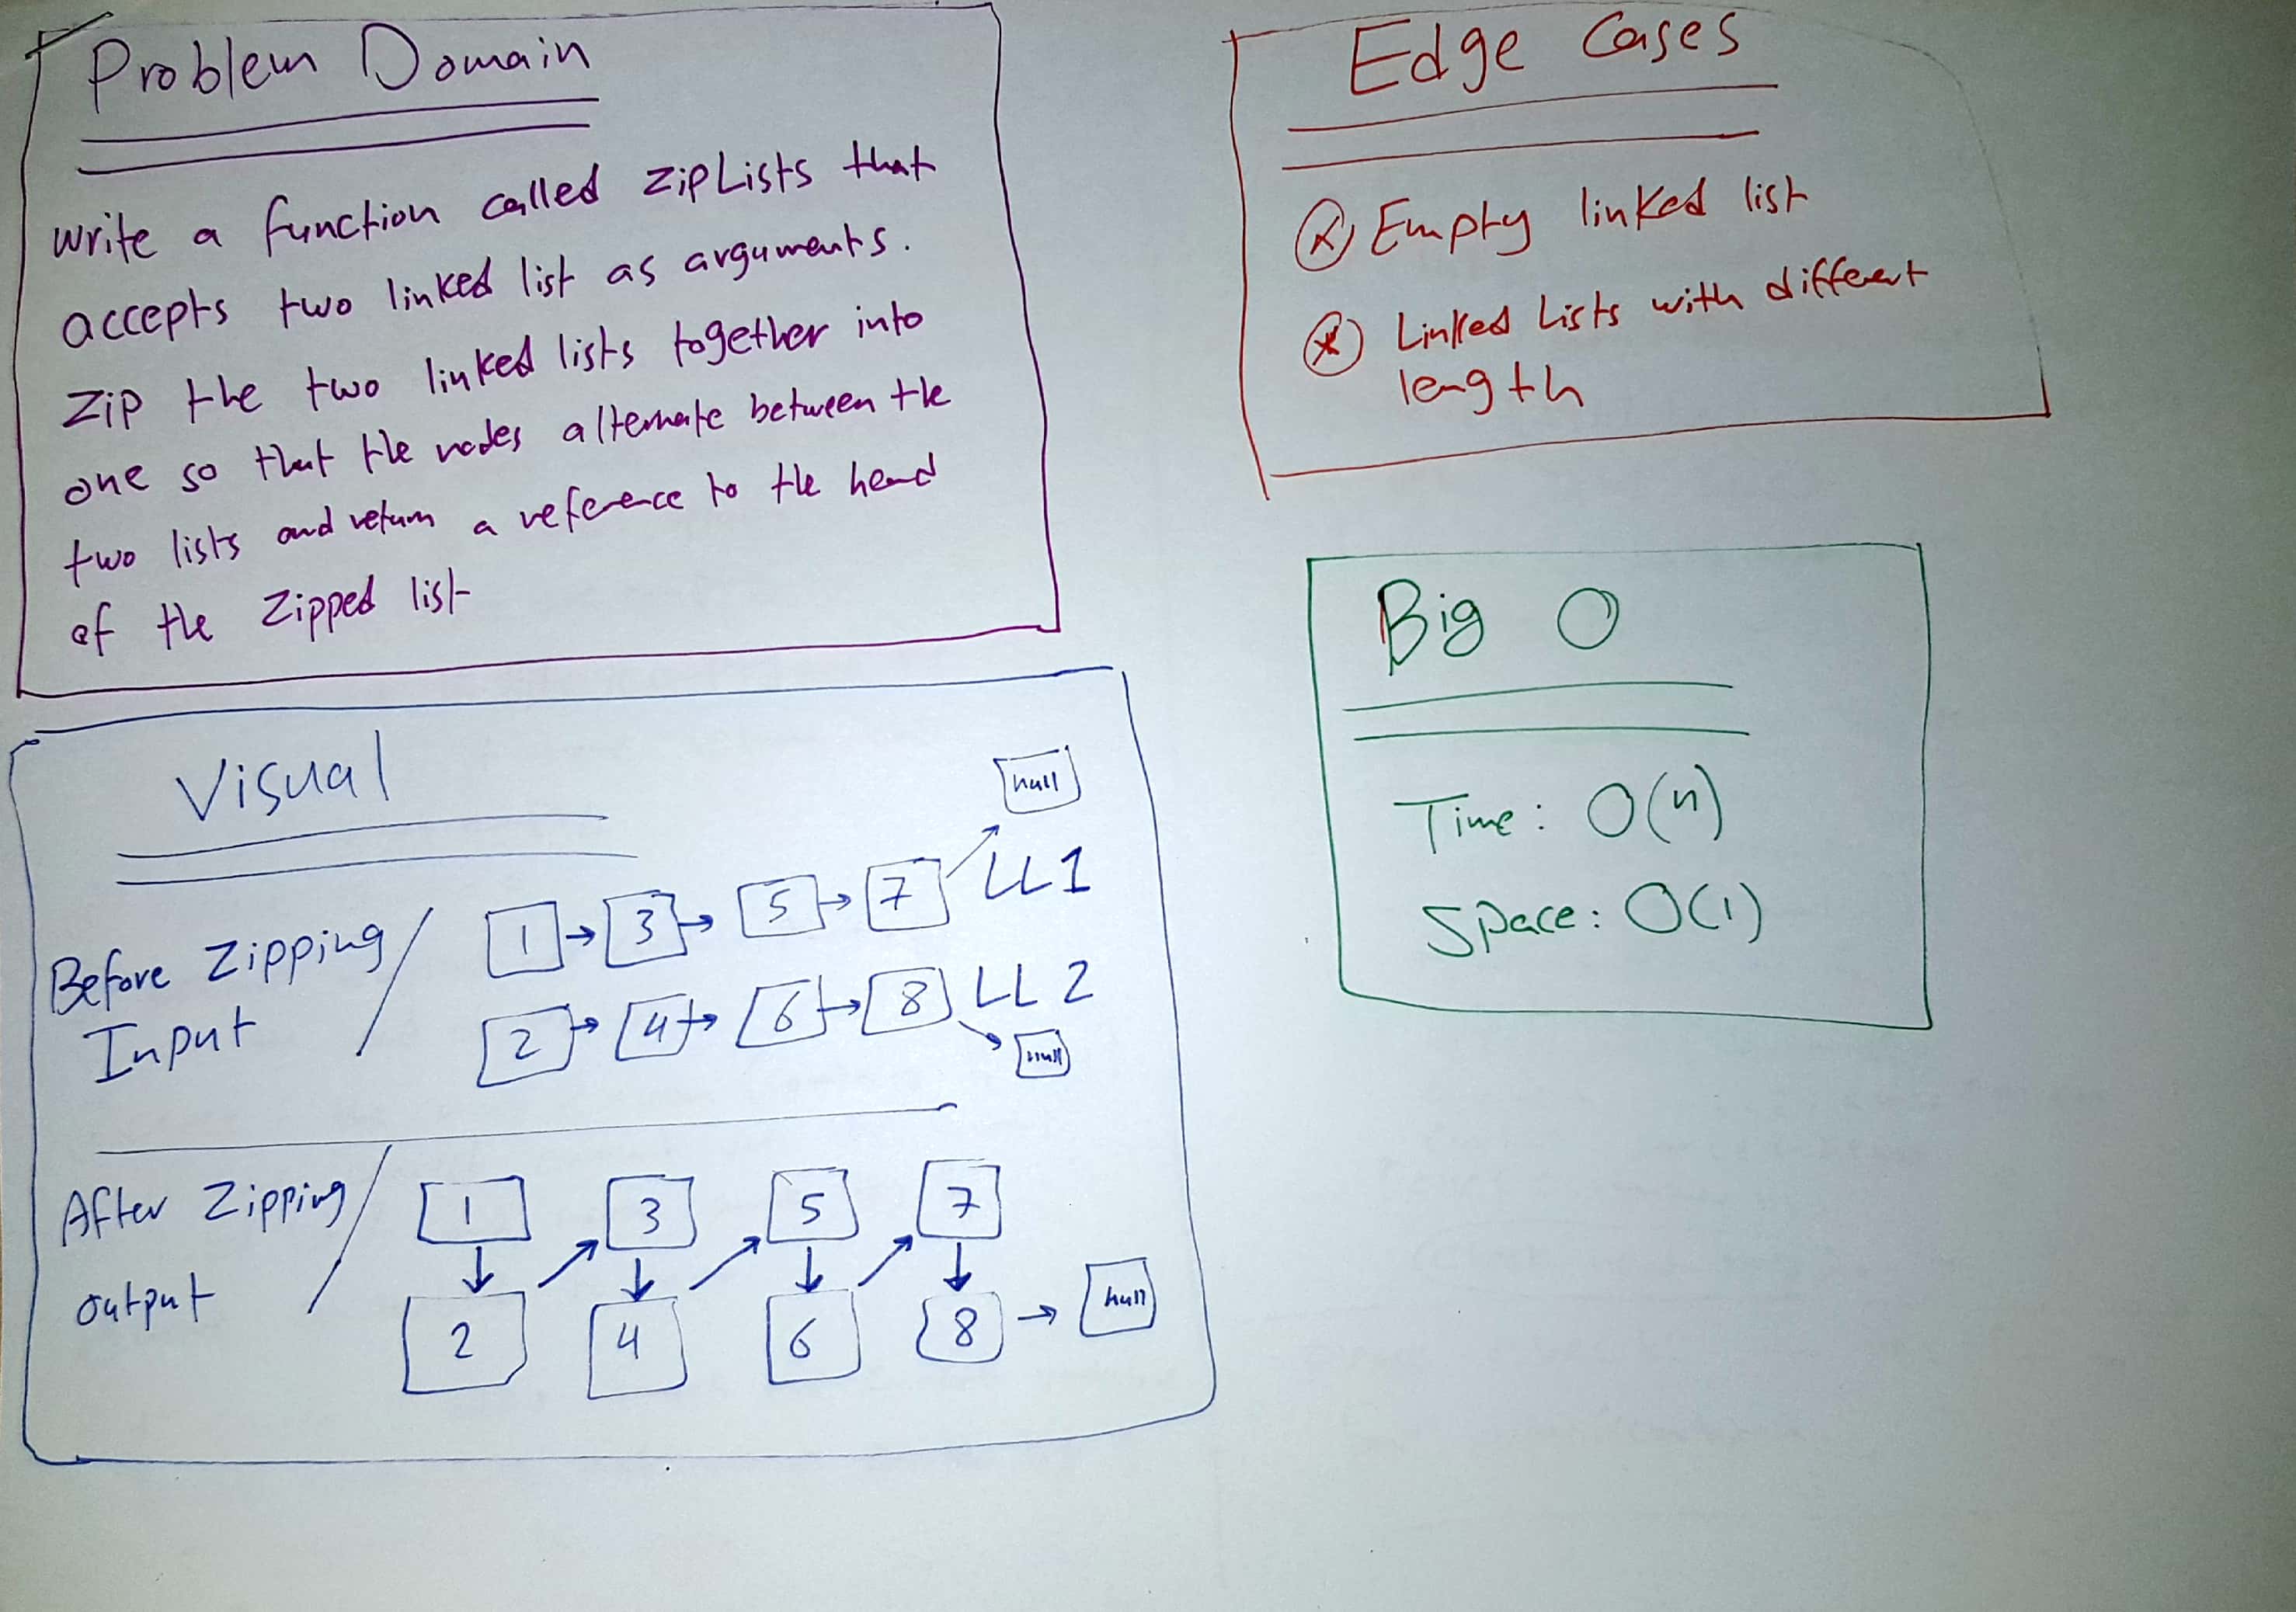 Problem Domain
write a function called zipLists that
accepts two linked list as arguments.
Zip the two linked lists together into
one so that the nodes alternate between the
two lists and return a reference to the head
of the Zipped list
Edge Cases
Empty linked list
Linked Lists with different
length
Big O
Time: O(n)
Space: O(1)
Visual
null
Before Zipping/
Input
1 → 3 → 5 → 7 LL1
2 → 4 → 6 → 8 LL2
null
After Zipping/
output
1 3 5 7
2 4 6 8 → null